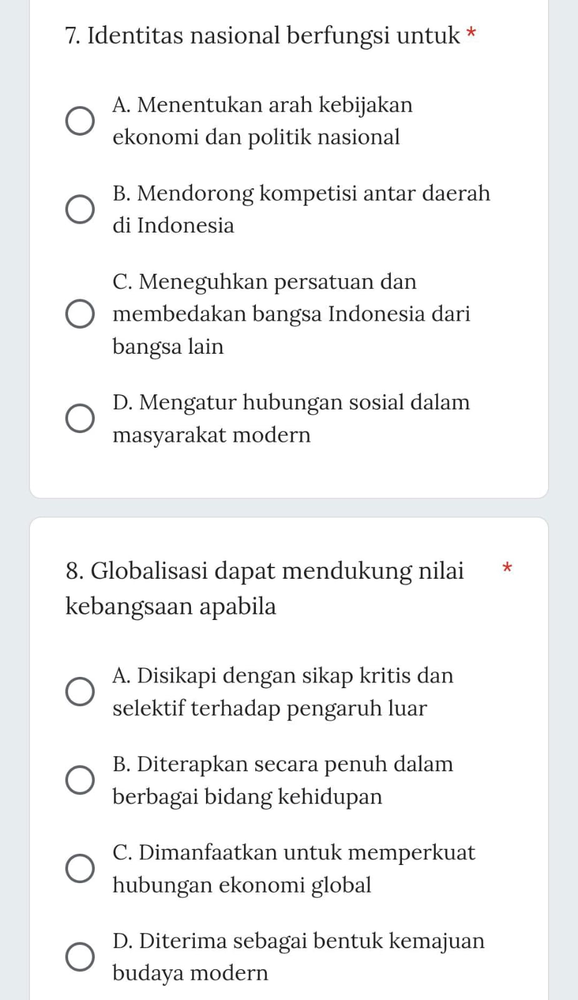 7. Identitas nasional berfungsi untuk *
A. Menentukan arah kebijakan
ekonomi dan politik nasional
B. Mendorong kompetisi antar daerah
di Indonesia
C. Meneguhkan persatuan dan
membedakan bangsa Indonesia dari
bangsa lain
D. Mengatur hubungan sosial dalam
masyarakat modern
8. Globalisasi dapat mendukung nilai *
kebangsaan apabila
A. Disikapi dengan sikap kritis dan
selektif terhadap pengaruh luar
B. Diterapkan secara penuh dalam
berbagai bidang kehidupan
C. Dimanfaatkan untuk memperkuat
hubungan ekonomi global
D. Diterima sebagai bentuk kemajuan
budaya modern